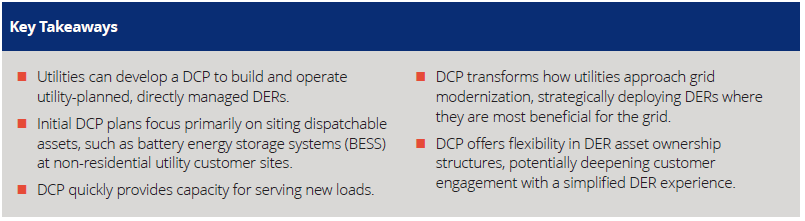 Key Takeaways
■ Utilities can develop a DCP to build and operate
utility-planned, directly managed DERs.
■ Initial DCP plans focus primarily on siting dispatchable
assets, such as battery energy storage systems (BESS)
at non-residential utility customer sites.
■ DCP quickly provides capacity for serving new loads.
■ DCP transforms how utilities approach grid
modernization, strategically deploying DERs where
they are most beneficial for the grid.
■ DCP offers flexibility in DER asset ownership
structures, potentially deepening customer
engagement with a simplified DER experience.